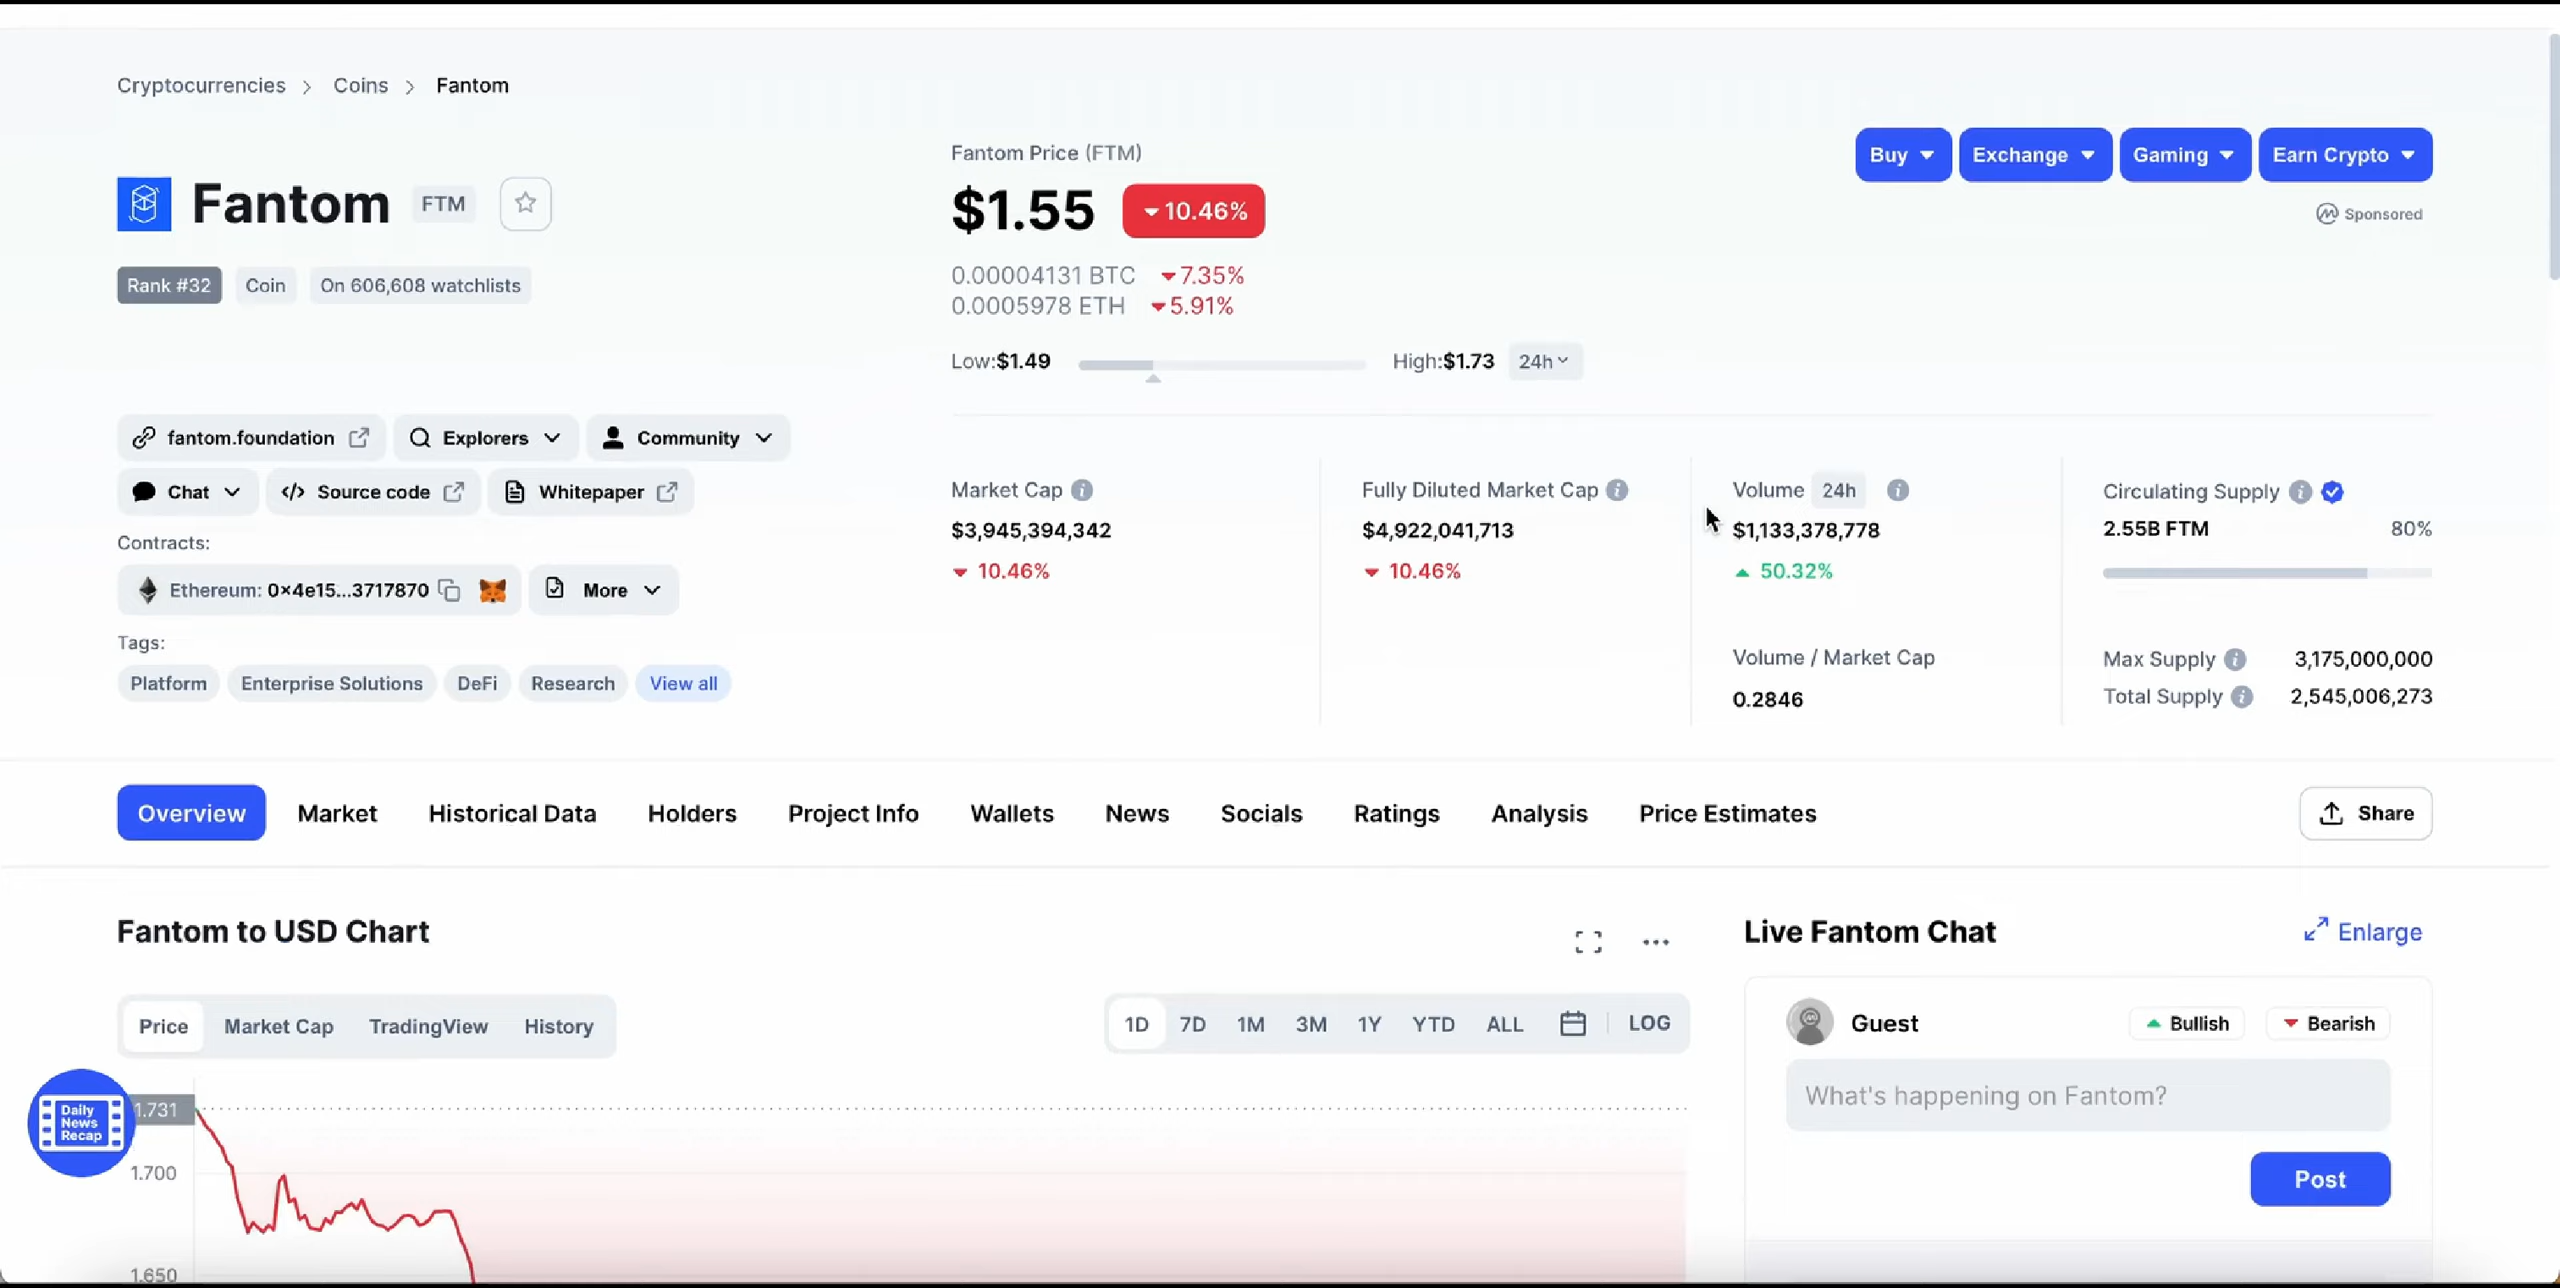 Cryptocurrencies > Coins > Fantom
Fantom FTM
Rank #32 Coin On 606,608 watchlists
fantom.foundation Explorers Community
Chat </> Source code Whitepaper
Contracts:
Ethereum: 0x4e15...3717870 More
Tags:
Platform Enterprise Solutions DeFi Research View all
Fantom Price (FTM)
$1.55 10.46%
0.00004131 BTC 7.35%
0.0005978 ETH 5.91%
Low:$1.49 High:$1.73 24h
Buy Exchange Gaming Earn Crypto
Sponsored
Market Cap
$3,945,394,342
10.46%
Fully Diluted Market Cap
$4,922,041,713
10.46%
Volume 24h
$1,133,378,778
50.32%
Volume / Market Cap
0.2846
Circulating Supply
2.55B FTM 80%
Max Supply 3,175,000,000
Total Supply 2,545,006,273
Overview Market Historical Data Holders Project Info Wallets News Socials Ratings Analysis Price Estimates Share
Fantom to USD Chart
Price Market Cap TradingView History
1D 7D 1M 3M 1Y YTD ALL LOG
Daily
News
Recap
1.731
1.700
1.650
Live Fantom Chat Enlarge
Guest Bullish Bearish
What's happening on Fantom?
Post